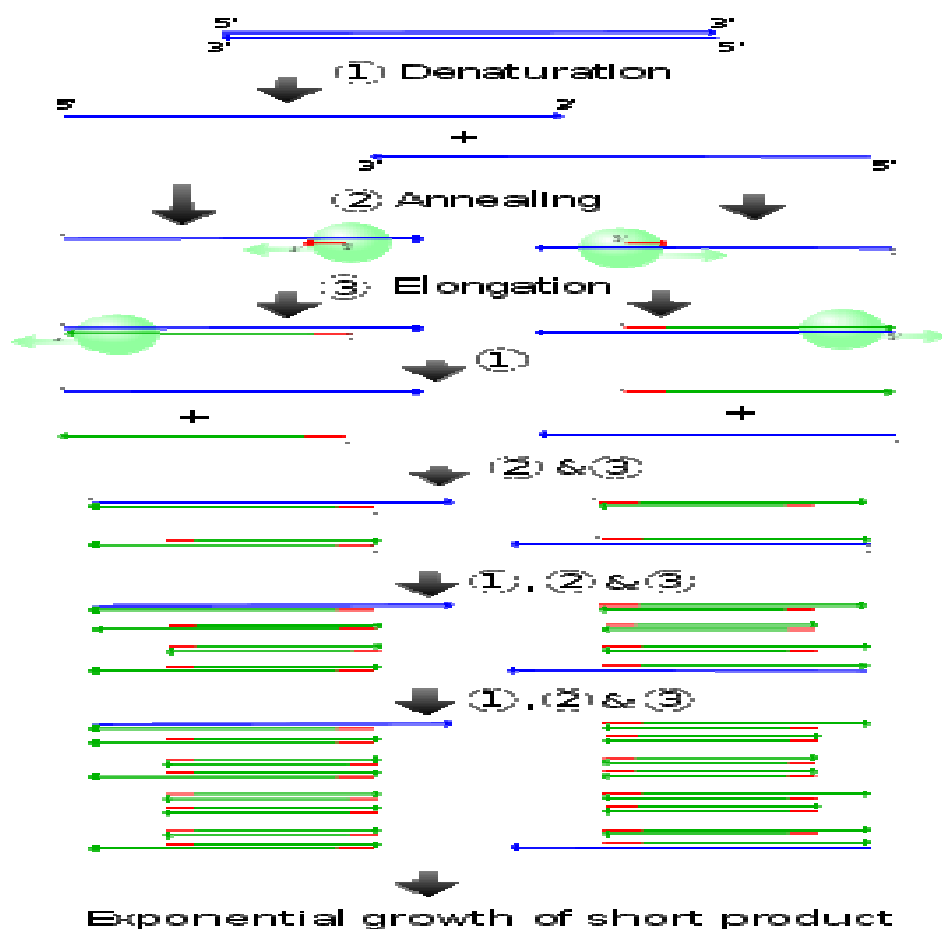 5' 3'
3' 5'
① Denaturation
5'
+
3' 5'
② Annealing
③ Elongation
①
+ +
② & ③
①, ② & ③
①, ② & ③
Exponential growth of short product